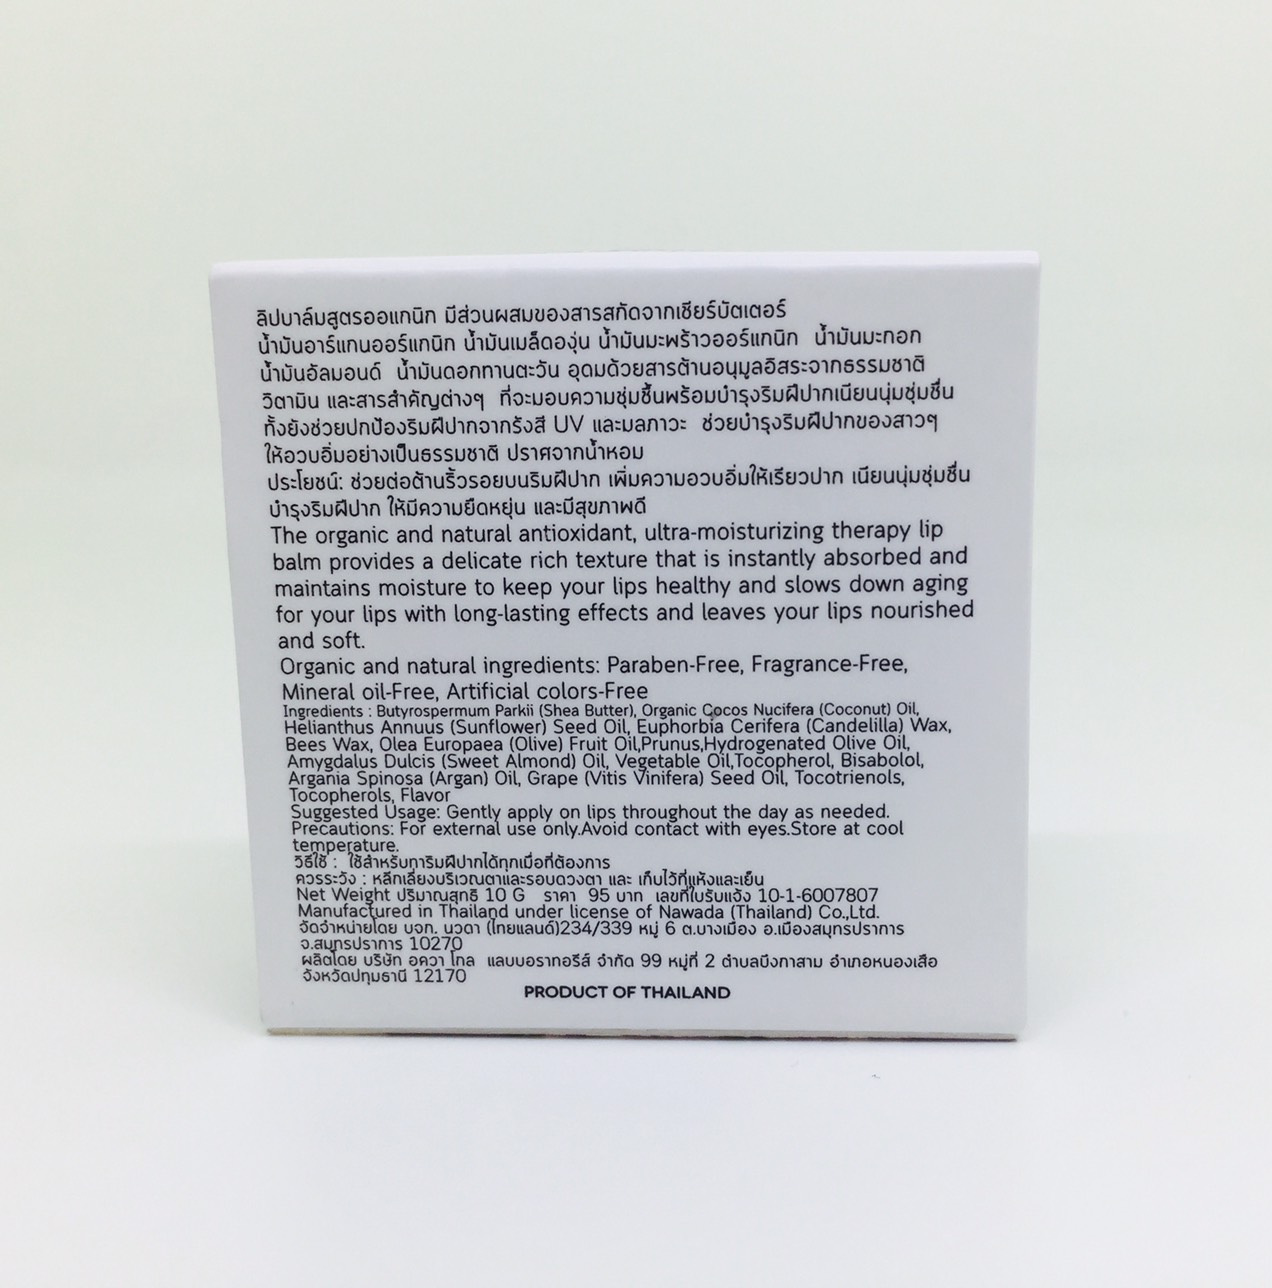 ลิปบาล์มสูตรออแกนิก มีส่วนผสมของสารสกัดจากเชียร์บัตเตอร์
น้ำมันอาร์แกนออร์แกนิก น้ำมันเมล็ดองุ่น น้ำมันมะพร้าวออร์แกนิก น้ำมันมะกอก
น้ำมันอัลมอนด์ น้ำมันดอกทานตะวัน อุดมด้วยสารต้านอนุมูลอิสระจากธรรมชาติ
วิตามิน และสารสำคัญต่างๆ ที่จะมอบความชุ่มชื้นพร้อมบำรุงริมฝีปากเนียนนุ่มชุ่มชื่น
ทั้งยังช่วยปกป้องริมฝีปากจากรังสี UV และมลภาวะ ช่วยบำรุงริมฝีปากของสาวๆ
ให้อวบอิ่มอย่างเป็นธรรมชาติ ปราศจากน้ำหอม
ประโยชน์: ช่วยต่อต้านริ้วรอยบนริมฝีปาก เพิ่มความอวบอิ่มให้เรียวปาก เนียนนุ่มชุ่มชื่น
บำรุงริมฝีปาก ให้มีความยืดหยุ่น และมีสุขภาพดี
The organic and natural antioxidant, ultra-moisturizing therapy lip
balm provides a delicate rich texture that is instantly absorbed and
maintains moisture to keep your lips healthy and slows down aging
for your lips with long-lasting effects and leaves your lips nourished
and soft.
Organic and natural ingredients: Paraben-Free, Fragrance-Free,
Mineral oil-Free, Artificial colors-Free
Ingredients : Butyrospermum Parkii (Shea Butter), Organic Cocos Nucifera (Coconut) Oil,
Helianthus Annuus (Sunflower) Seed Oil, Euphorbia Cerifera (Candelilla) Wax,
Bees Wax, Olea Europaea (Olive) Fruit Oil,Prunus,Hydrogenated Olive Oil,
Amygdalus Dulcis (Sweet Almond) Oil, Vegetable Oil,Tocopherol, Bisabolol,
Argania Spinosa (Argan) Oil, Grape (Vitis Vinifera) Seed Oil, Tocotrienols,
Tocopherols, Flavor
Suggested Usage: Gently apply on lips throughout the day as needed.
Precautions: For external use only.Avoid contact with eyes.Store at cool
temperature.
วิธีใช้ : ใช้สำหรับทาริมฝีปากได้ทุกเมื่อที่ต้องการ
ควรระวัง : หลีกเลี่ยงบริเวณตาและรอบดวงตา และ เก็บไว้ที่แห้งและเย็น
Net Weight ปริมาณสุทธิ 10 G ราคา 95 บาท เลขที่ใบรับแจ้ง 10-1-6007807
Manufactured in Thailand under license of Nawada (Thailand) Co.,Ltd.
จัดจำหน่ายโดย บจก. นวดา (ไทยแลนด์)234/339 หมู่ 6 ต.บางเมือง อ.เมืองสมุทรปราการ
จ.สมุทรปราการ 10270
ผลิตโดย บริษัท อควา โกล แลบบอราทอรีส์ จำกัด 99 หมู่ที่ 2 ตำบลบึงกาสาม อำเภอหนองเสือ
จังหวัดปทุมธานี 12170
PRODUCT OF THAILAND